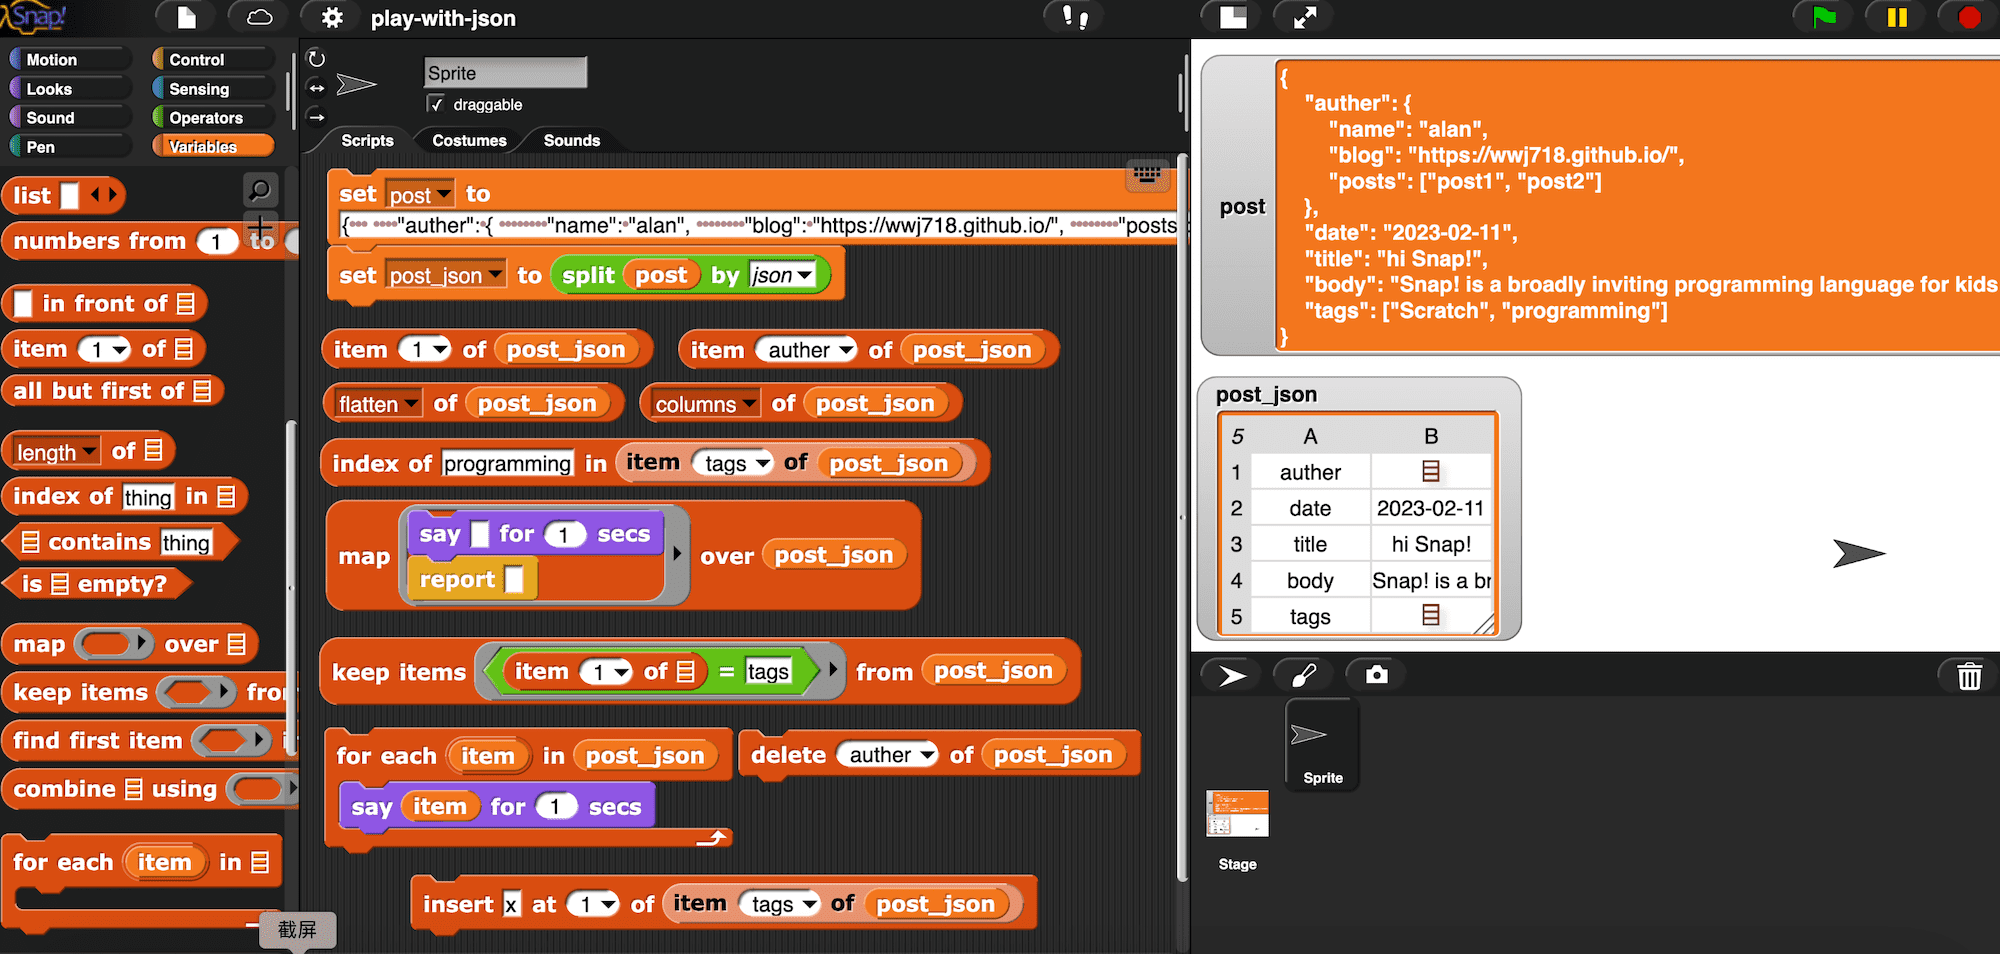 Snap!
play-with-json
Motion
Control
Looks
Sensing
Sound
Operators
Pen
Variables
list
numbers from 1 to
in front of
item 1 of
all but first of
length of
index of thing in
contains thing
is empty?
map over
keep items
find first item
combine using
for each item in
截屏
Sprite
draggable
Scripts Costumes Sounds
set post to
{ "auther": { "name": "alan", "blog": "https://wwj718.github.io/", "posts
set post_json to split post by json
item 1 of post_json
item auther of post_json
flatten of post_json
columns of post_json
index of programming in item tags of post_json
map say for 1 secs
report
over post_json
keep items item 1 of = tags from post_json
for each item in post_json
say item for 1 secs
delete auther of post_json
insert x at 1 of item tags of post_json
post
{
"auther": {
"name": "alan",
"blog": "https://wwj718.github.io/",
"posts": ["post1", "post2"]
},
"date": "2023-02-11",
"title": "hi Snap!",
"body": "Snap! is a broadly inviting programming language for kids
"tags": ["Scratch", "programming"]
}
post_json
5 A B
1 auther
2 date 2023-02-11
3 title hi Snap!
4 body Snap! is a br
5 tags
Sprite
Stage